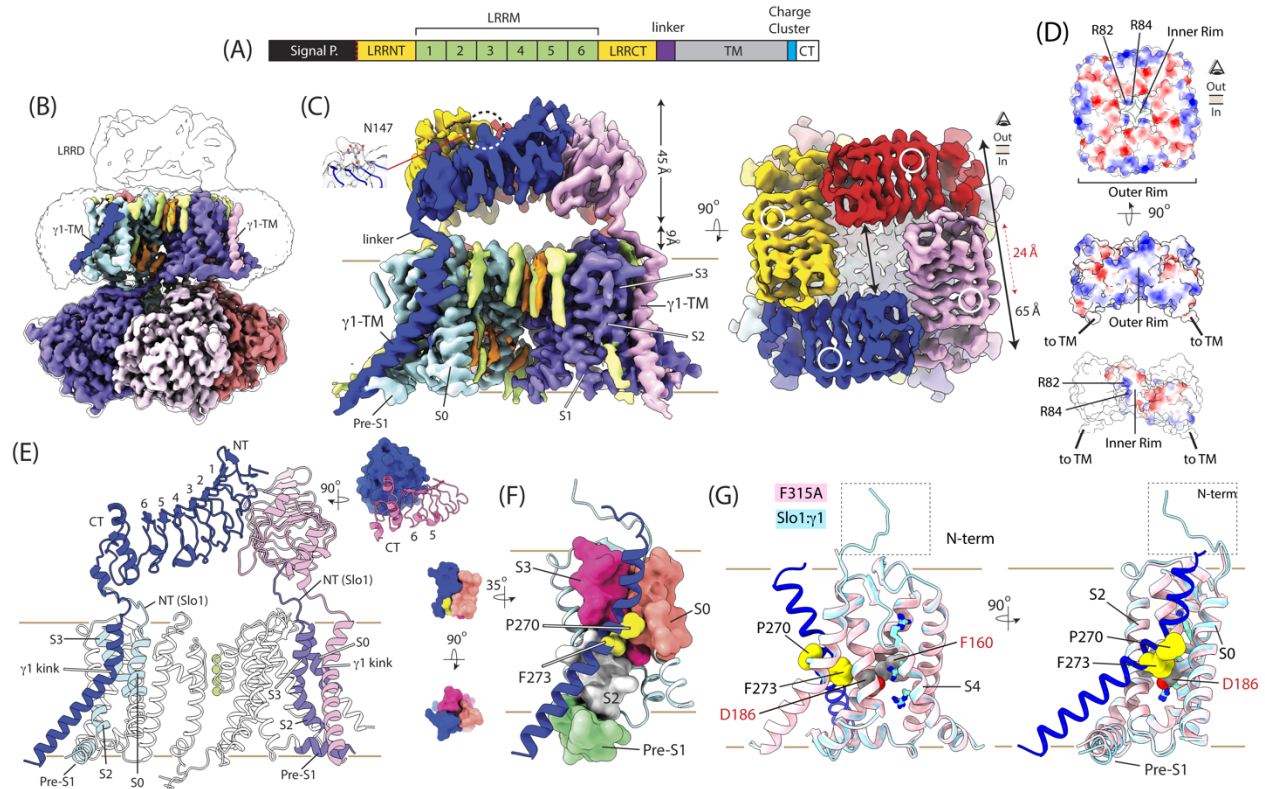 (A)
LRRM
linker
Charge
Cluster
Signal P.
LRRNT
1
2
3
4
5
6
LRRCT
TM
CT
(B)
LRRD
γ1-TM
(C)
N147
linker
45 Å
9Å
90°
S3
γ1-TM
S2
γ1-TM
Pre-S1
S0
S1
Out
In
24 Å
65 Å
(D)
R82
R84
Inner Rim
Out
In
Outer Rim
90°
Outer Rim
to TM
to TM
R82
R84
Inner Rim
to TM
to TM
(E)
NT
1
2
3
4
5
6
CT
90°
CT
6
5
NT (Slo1)
NT (Slo1)
S3
γ1 kink
S0
γ1 kink
S3
S2
Pre-S1
S2
S0
Pre-S1
(F)
35°
90°
S3
S0
P270
F273
S2
Pre-S1
(G)
F315A
Slo1:γ1
N-term
P270
F160
F273
S4
D186
90°
N-term
S2
P270
S0
F273
D186
Pre-S1